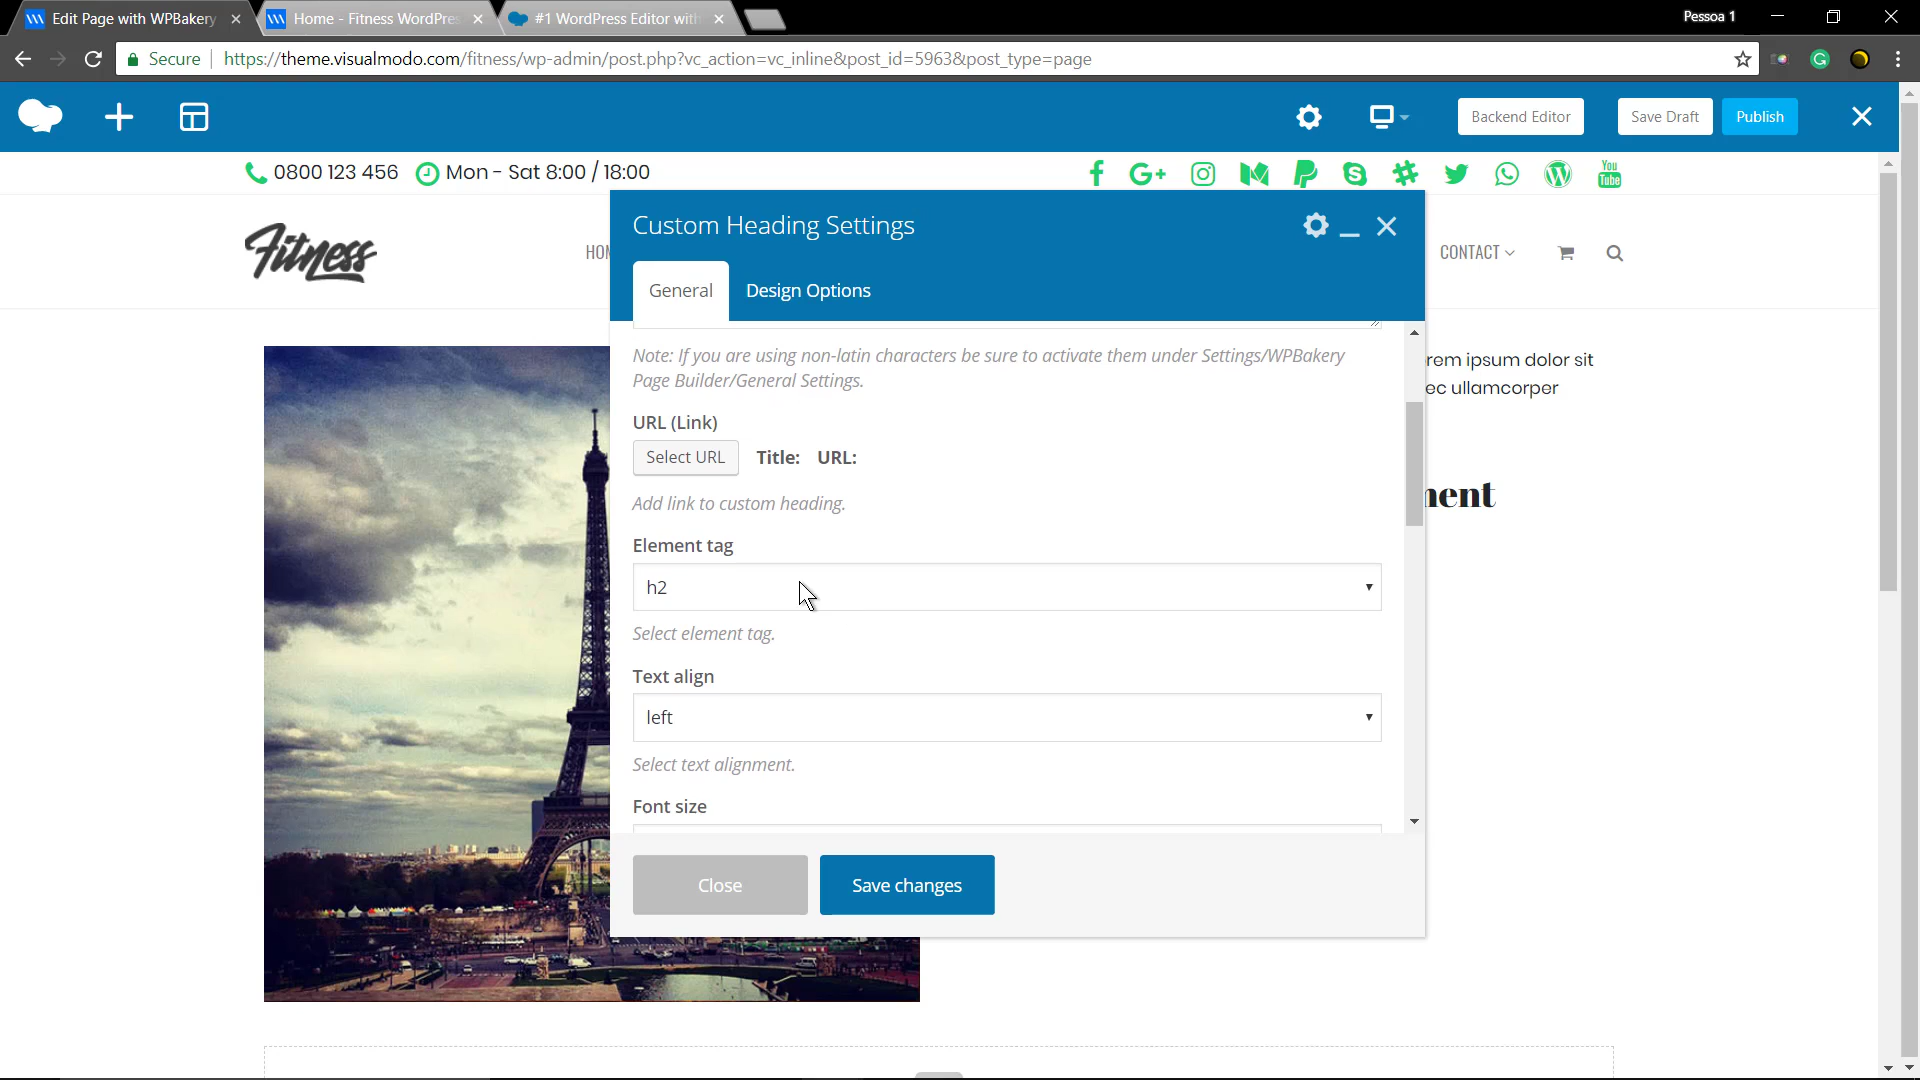 Edit Page with WPBakery
Home - Fitness WordPres
#1 WordPress Editor with
Pessoa 1
Secure
https://theme.visualmodo.com/fitness/wp-admin/post.php?vc_action=vc_inline&post_id=5963&post_type=page
Backend Editor
Save Draft
Publish
0800 123 456
Mon - Sat 8:00 / 18:00
You
Tube
Fitness
HOM
CONTACT
Custom Heading Settings
General
Design Options
Note: If you are using non-latin characters be sure to activate them under Settings/WPBakery
Page Builder/General Settings.
rem ipsum dolor sit
ec ullamcorper
URL (Link)
Select URL
Title:
URL:
Add link to custom heading.
ment
Element tag
h2
Select element tag.
Text align
left
Select text alignment.
Font size
Close
Save changes